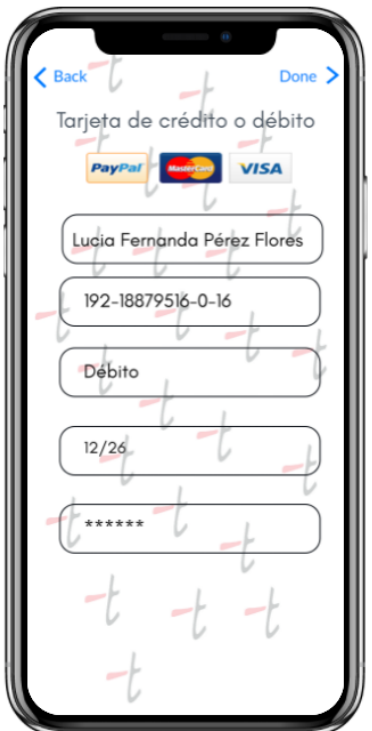 Back Done
Tarjeta de crédito o débito
PayPal MasterCard VISA
Lucia Fernanda Pérez Flores
192-18879516-0-16
Débito
12/26
******